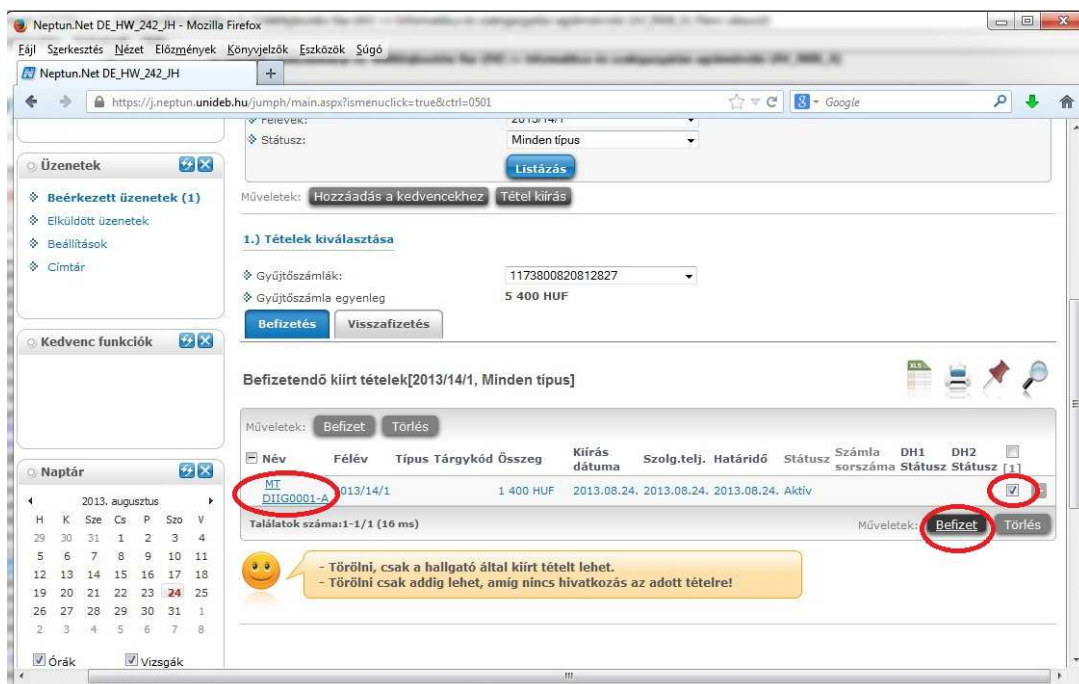 Neptun.Net DE_HW_242_JH - Mozilla Firefox
Fájl Szerkesztés Nézet Előzmények Könyvjelzők Eszközök Súgó
Neptun.Net DE_HW_242_JH +
https://j.neptun.unideb.hu/jumph/main.aspx?ismenuclick=true&ctrl=0501
Google
Félévek: 2013/14/1
Státusz: Minden típus
Listázás
Műveletek: Hozzáadás a kedvencekhez Tétel kiírás
Üzenetek
Beérkezett üzenetek (1)
Elküldött üzenetek
Beállítások
Címtár
1.) Tételek kiválasztása
Gyűjtőszámlák: 1173800820812827
Gyűjtőszámla egyenleg 5 400 HUF
Befizetés Visszafizetés
Kedvenc funkciók
Befizetendő kiírt tételek[2013/14/1, Minden típus]
XLS
Műveletek: Befizet Törlés
Név Félév Típus Tárgykód Összeg Kiírás dátuma Szolg.telj. Határidő Státusz Számla sorszáma DH1 Státusz DH2 Státusz [1]
MT
DIIG0001-A 2013/14/1 1 400 HUF 2013.08.24. 2013.08.24. 2013.08.24. Aktív
Találatok száma:1-1/1 (16 ms)
Műveletek: Befizet Törlés
- Törölni, csak a hallgató által kiírt tételt lehet.
- Törölni csak addig lehet, amíg nincs hivatkozás az adott tételre!
Naptár
2013. augusztus
H K Sze Cs P Szo V
29 30 31 1 2 3 4
5 6 7 8 9 10 11
12 13 14 15 16 17 18
19 20 21 22 23 24 25
26 27 28 29 30 31 1
2 3 4 5 6 7 8
Órák Vizsgák